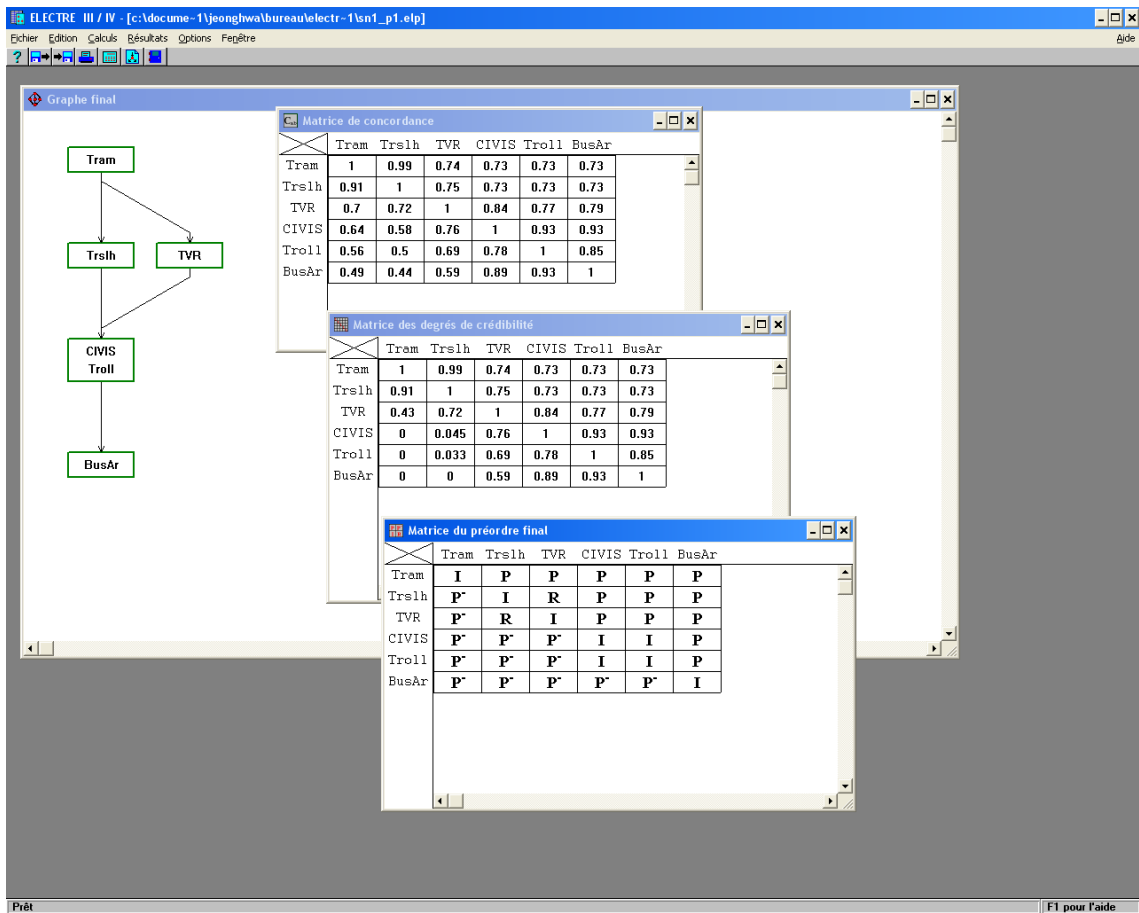 ELECTRE III / IV - [c:\docume~1\jeonghwa\bureau\electr~1\sn1_p1.elp]
Fichier Edition Calculs Résultats Options Fenêtre Aide
?
Graphe final
Tram
Trslh TVR
CIVIS
Troll
BusAr
Matrice de concordance
Tram Trslh TVR CIVIS Troll BusAr
Tram 1 0.99 0.74 0.73 0.73 0.73
Trslh 0.91 1 0.75 0.73 0.73 0.73
TVR 0.7 0.72 1 0.84 0.77 0.79
CIVIS 0.64 0.58 0.76 1 0.93 0.93
Troll 0.56 0.5 0.69 0.78 1 0.85
BusAr 0.49 0.44 0.59 0.89 0.93 1
Matrice des degrés de crédibilité
Tram Trslh TVR CIVIS Troll BusAr
Tram 1 0.99 0.74 0.73 0.73 0.73
Trslh 0.91 1 0.75 0.73 0.73 0.73
TVR 0.43 0.72 1 0.84 0.77 0.79
CIVIS 0 0.045 0.76 1 0.93 0.93
Troll 0 0.033 0.69 0.78 1 0.85
BusAr 0 0 0.59 0.89 0.93 1
Matrice du préordre final
Tram Trslh TVR CIVIS Troll BusAr
Tram I P P P P P
Trslh P⁻ I R P P P
TVR P⁻ R I P P P
CIVIS P⁻ P⁻ P⁻ I I P
Troll P⁻ P⁻ P⁻ I I P
BusAr P⁻ P⁻ P⁻ P⁻ P⁻ I
Prêt F1 pour l'aide